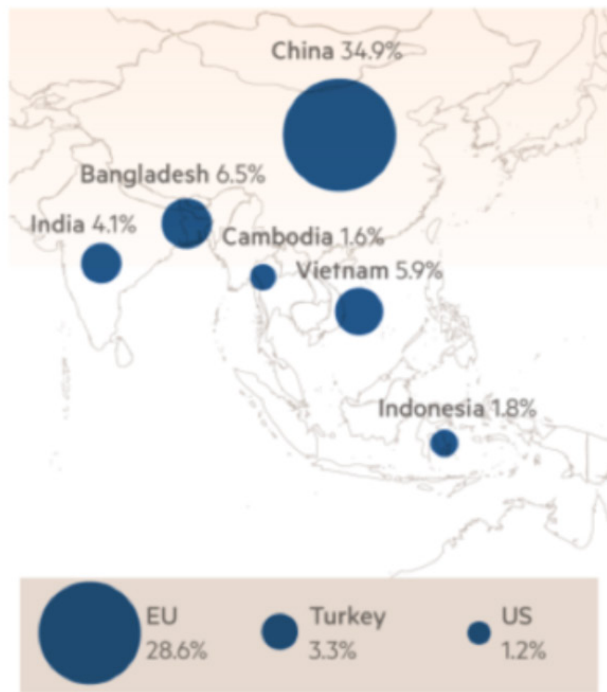 China 34.9%
Bangladesh 6.5%
India 4.1%
Cambodia 1.6%
Vietnam 5.9%
Indonesia 1.8%
EU
28.6%
Turkey
3.3%
US
1.2%